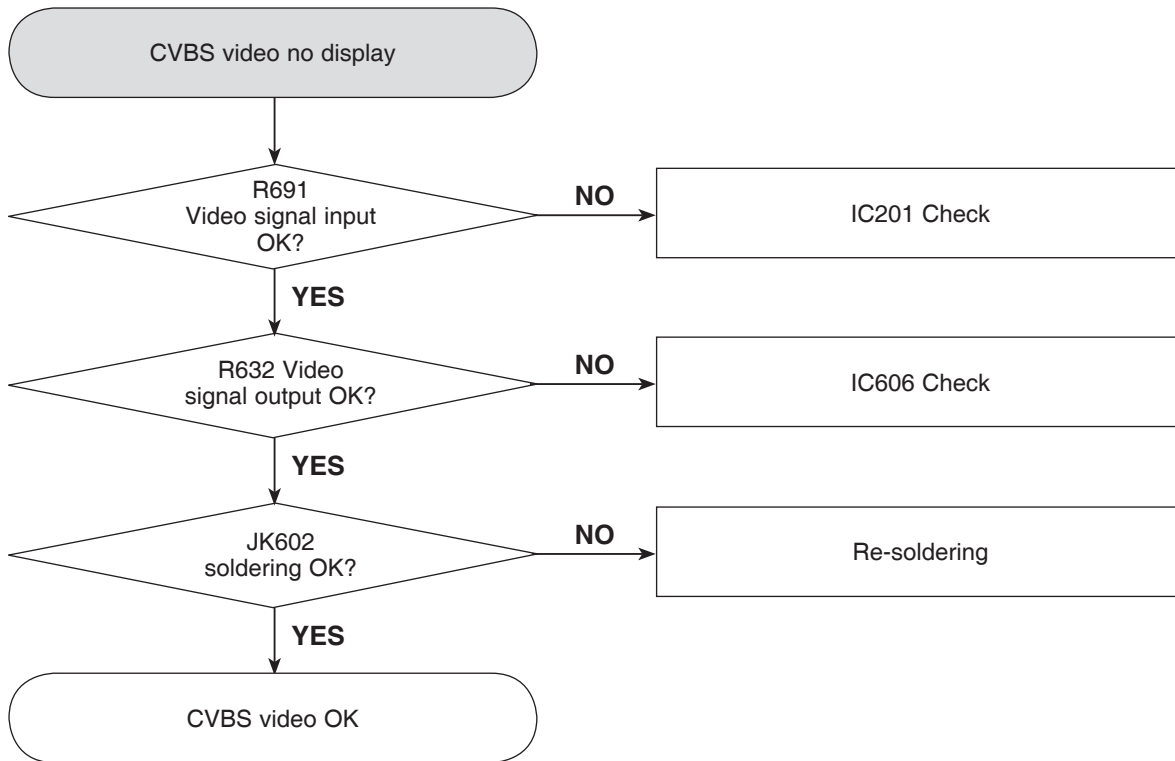 CVBS video no display
R691
Video signal input
OK?
NO
IC201 Check
YES
R632 Video
signal output OK?
NO
IC606 Check
YES
JK602
soldering OK?
NO
Re-soldering
YES
CVBS video OK